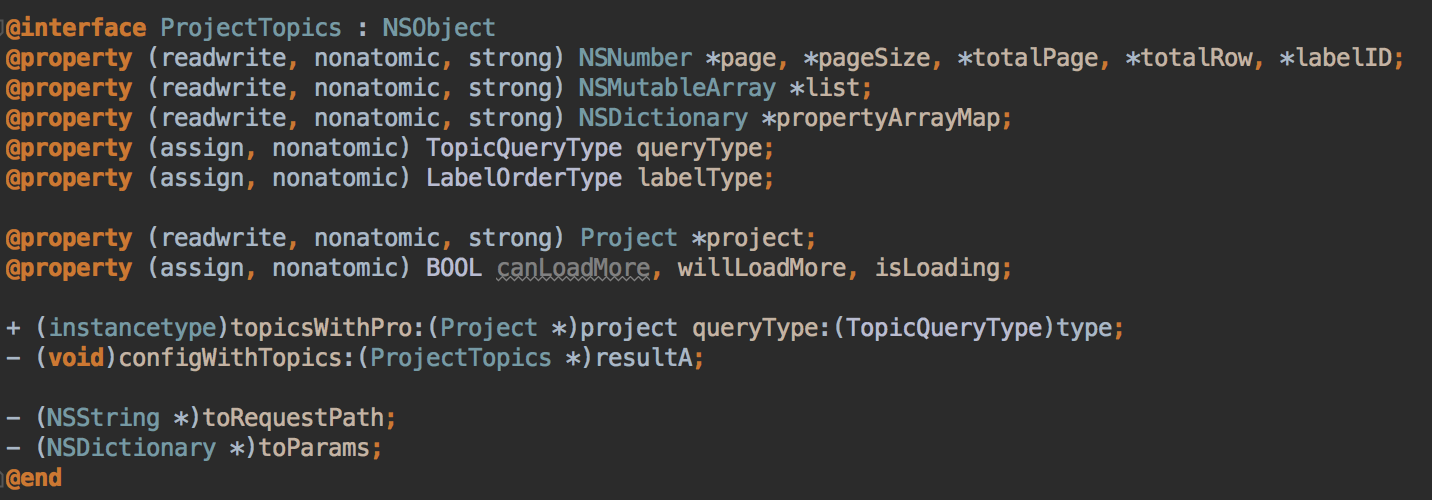 @interface ProjectTopics : NSObject
@property (readwrite, nonatomic, strong) NSNumber *page, *pageSize, *totalPage, *totalRow, *labelID;
@property (readwrite, nonatomic, strong) NSMutableArray *list;
@property (readwrite, nonatomic, strong) NSDictionary *propertyArrayMap;
@property (assign, nonatomic) TopicQueryType queryType;
@property (assign, nonatomic) LabelOrderType labelType;
@property (readwrite, nonatomic, strong) Project *project;
@property (assign, nonatomic) BOOL canLoadMore, willLoadMore, isLoading;
+ (instancetype)topicsWithPro:(Project *)project queryType:(TopicQueryType)type;
- (void)configWithTopics:(ProjectTopics *)resultA;
- (NSString *)toRequestPath;
- (NSDictionary *)toParams;
@end